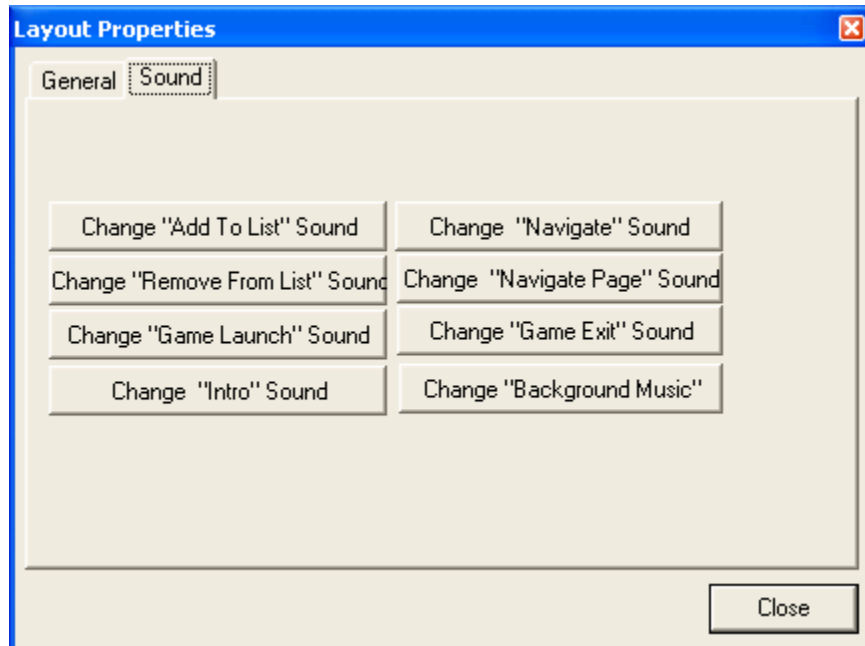 Layout Properties
General Sound
Change "Add To List" Sound Change  "Navigate" Sound
Change "Remove From List" Sound Change  "Navigate Page" Sound
Change "Game Launch" Sound Change "Game Exit" Sound
Change  "Intro" Sound Change "Background Music"
Close